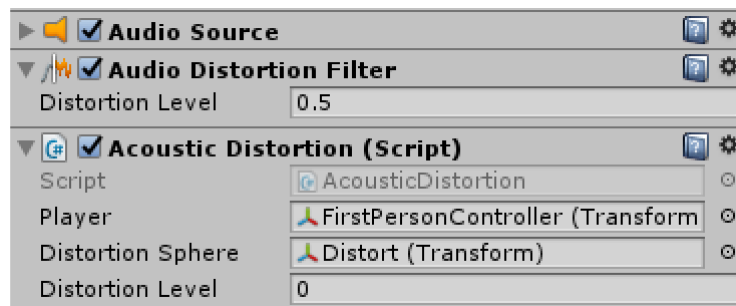 Audio Source
Audio Distortion Filter
Distortion Level 0.5
Acoustic Distortion (Script)
Script AcousticDistortion
Player FirstPersonController (Transform
Distortion Sphere Distort (Transform)
Distortion Level 0